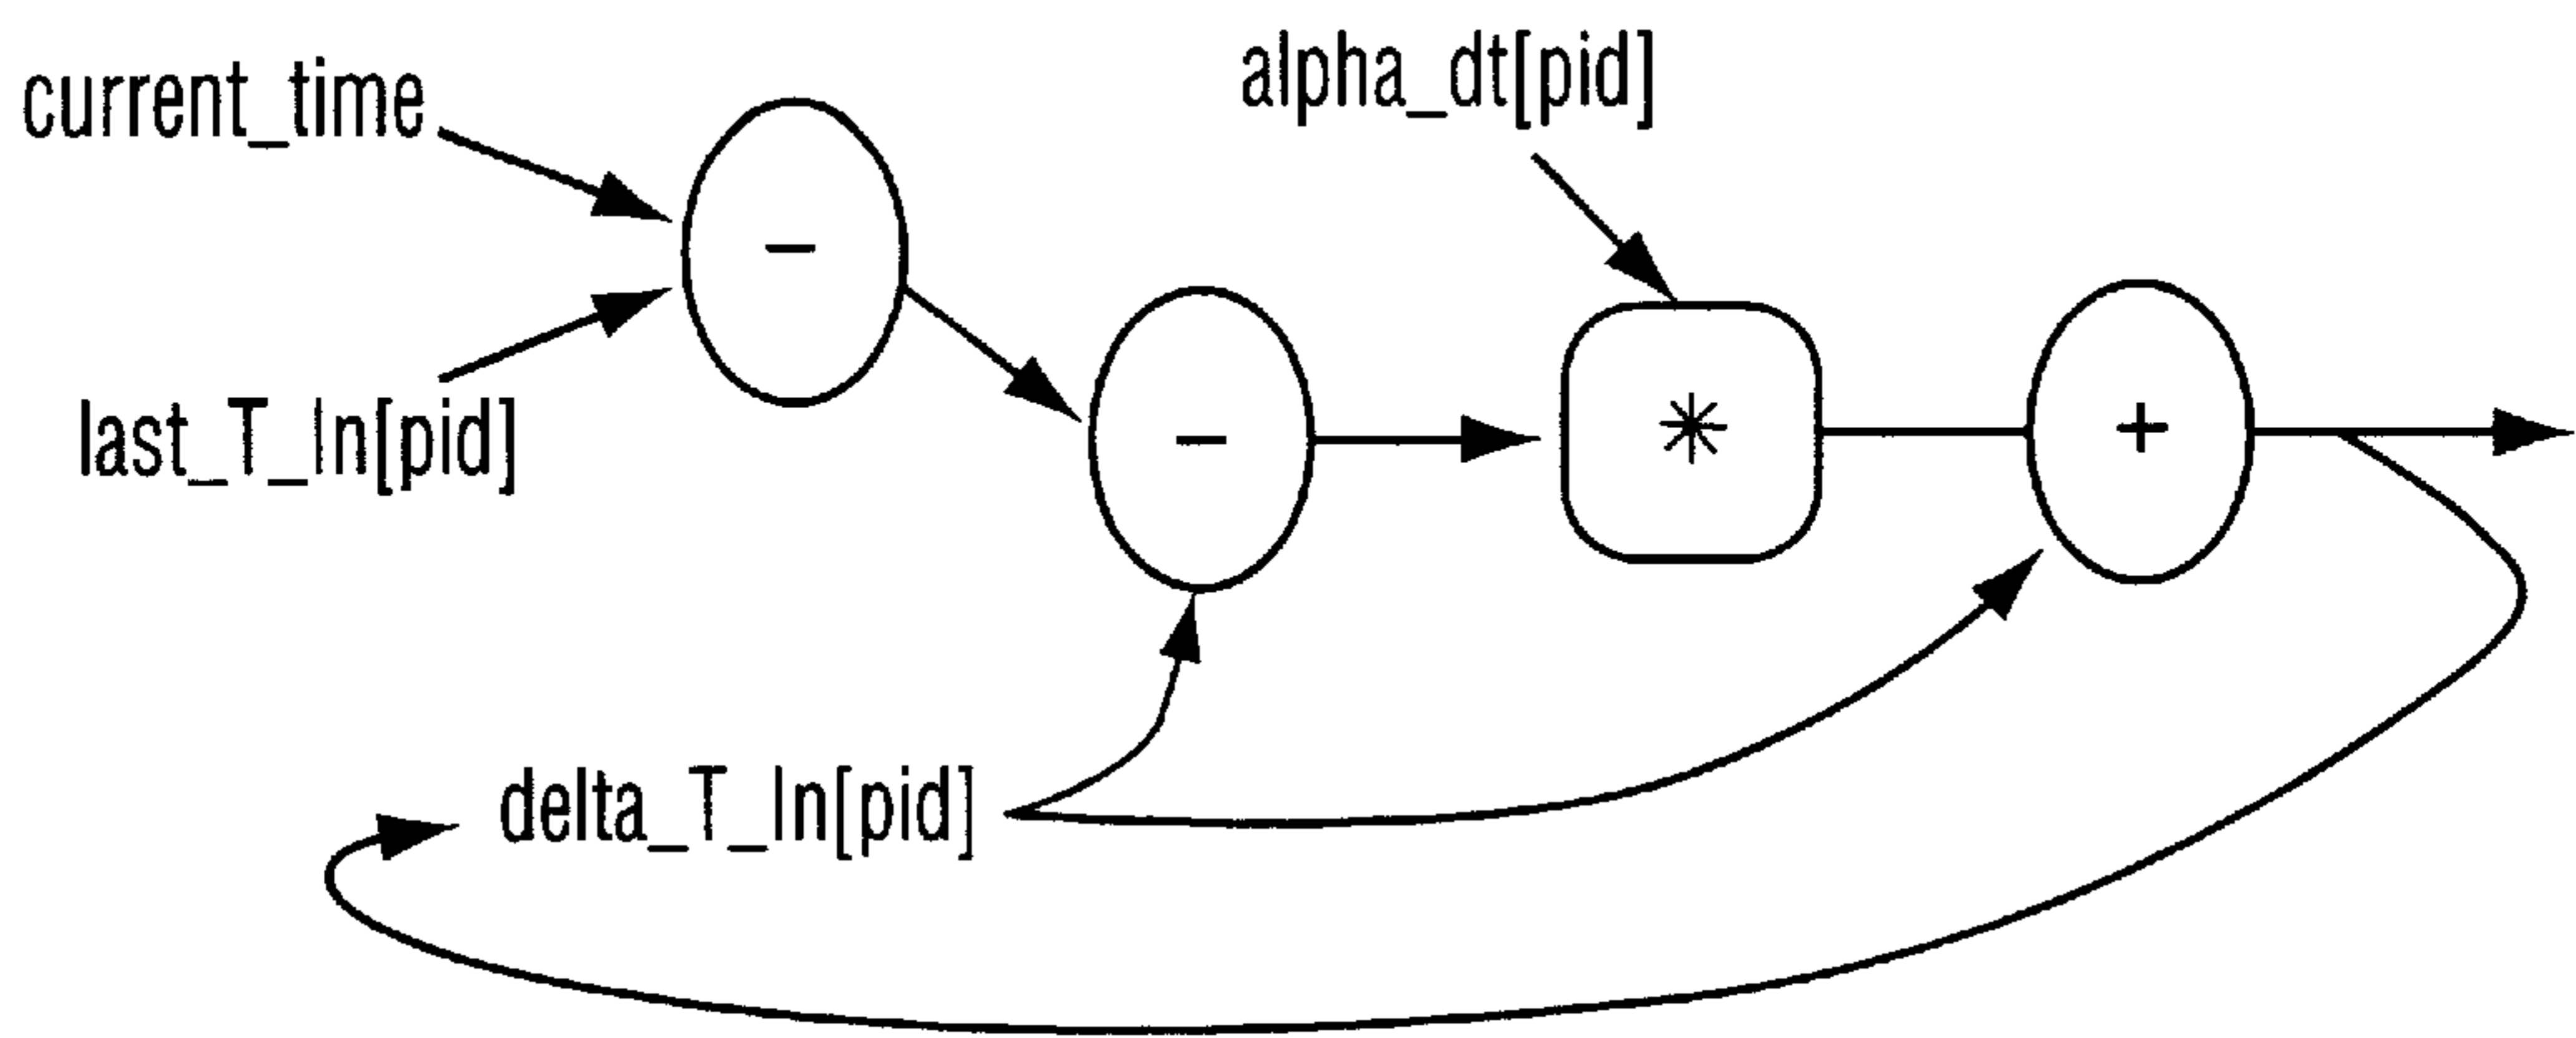 current_time
alpha_dt[pid]
−
last_T_In[pid]
−
*
+
delta_T_In[pid]